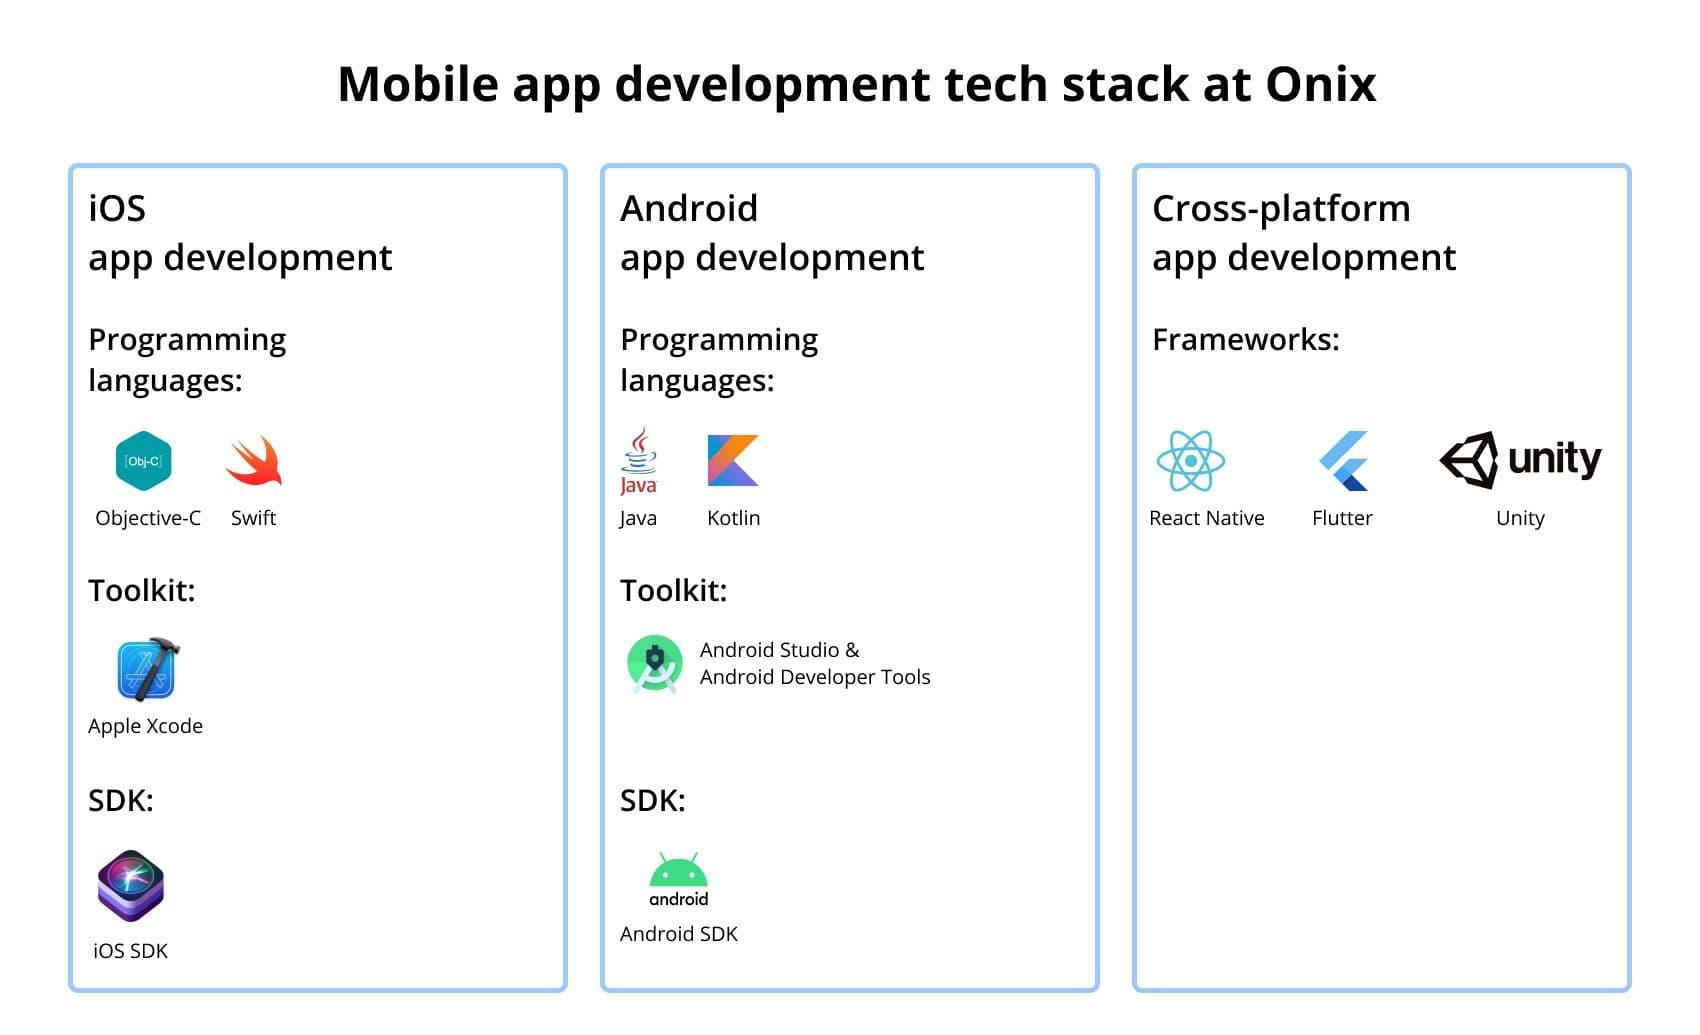 Mobile app development tech stack at Onix
iOS
app development
Programming
languages:
[Obj-C]
Objective-C
Swift
Toolkit:
Apple Xcode
SDK:
iOS SDK
Android
app development
Programming
languages:
Java
Java
Kotlin
Toolkit:
Android Studio &
Android Developer Tools
SDK:
android
Android SDK
Cross-platform
app development
Frameworks:
React Native
Flutter
unity
Unity